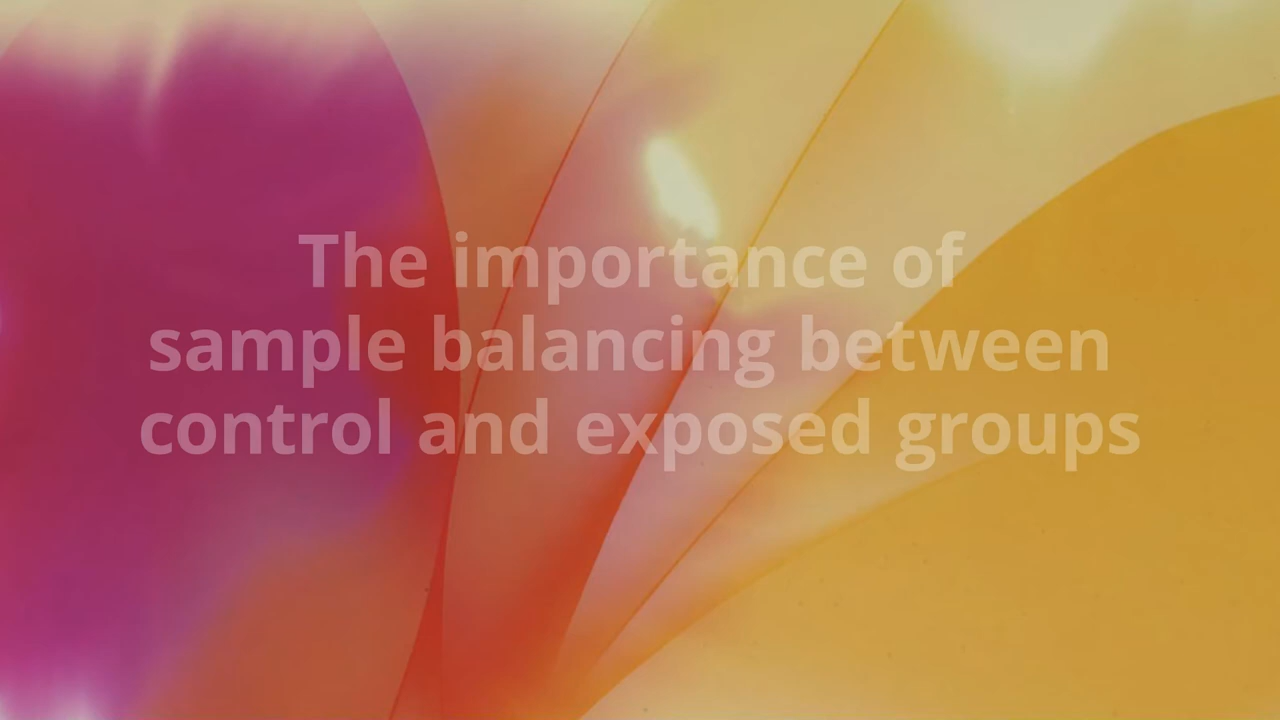 The importance of
sample balancing between
control and exposed groups